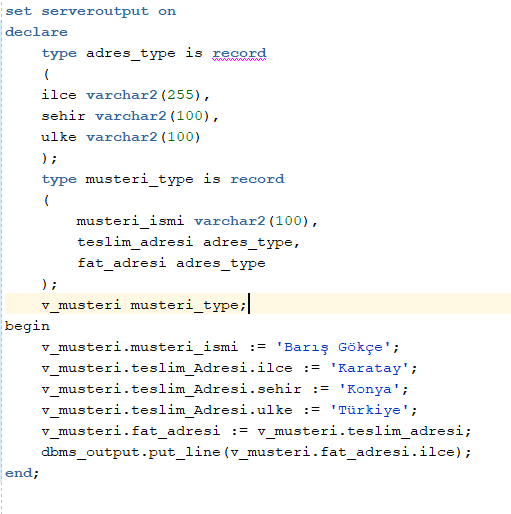 set serveroutput on
declare
    type adres_type is record
    (
    ilce varchar2(255),
    sehir varchar2(100),
    ulke varchar2(100)
    );
    type musteri_type is record
    (
        musteri_ismi varchar2(100),
        teslim_adresi adres_type,
        fat_adresi adres_type
    );
    v_musteri musteri_type;
begin
    v_musteri.musteri_ismi := 'Barış Gökçe';
    v_musteri.teslim_Adresi.ilce := 'Karatay';
    v_musteri.teslim_Adresi.sehir := 'Konya';
    v_musteri.teslim_Adresi.ulke := 'Türkiye';
    v_musteri.fat_adresi := v_musteri.teslim_adresi;
    dbms_output.put_line(v_musteri.fat_adresi.ilce);
end;